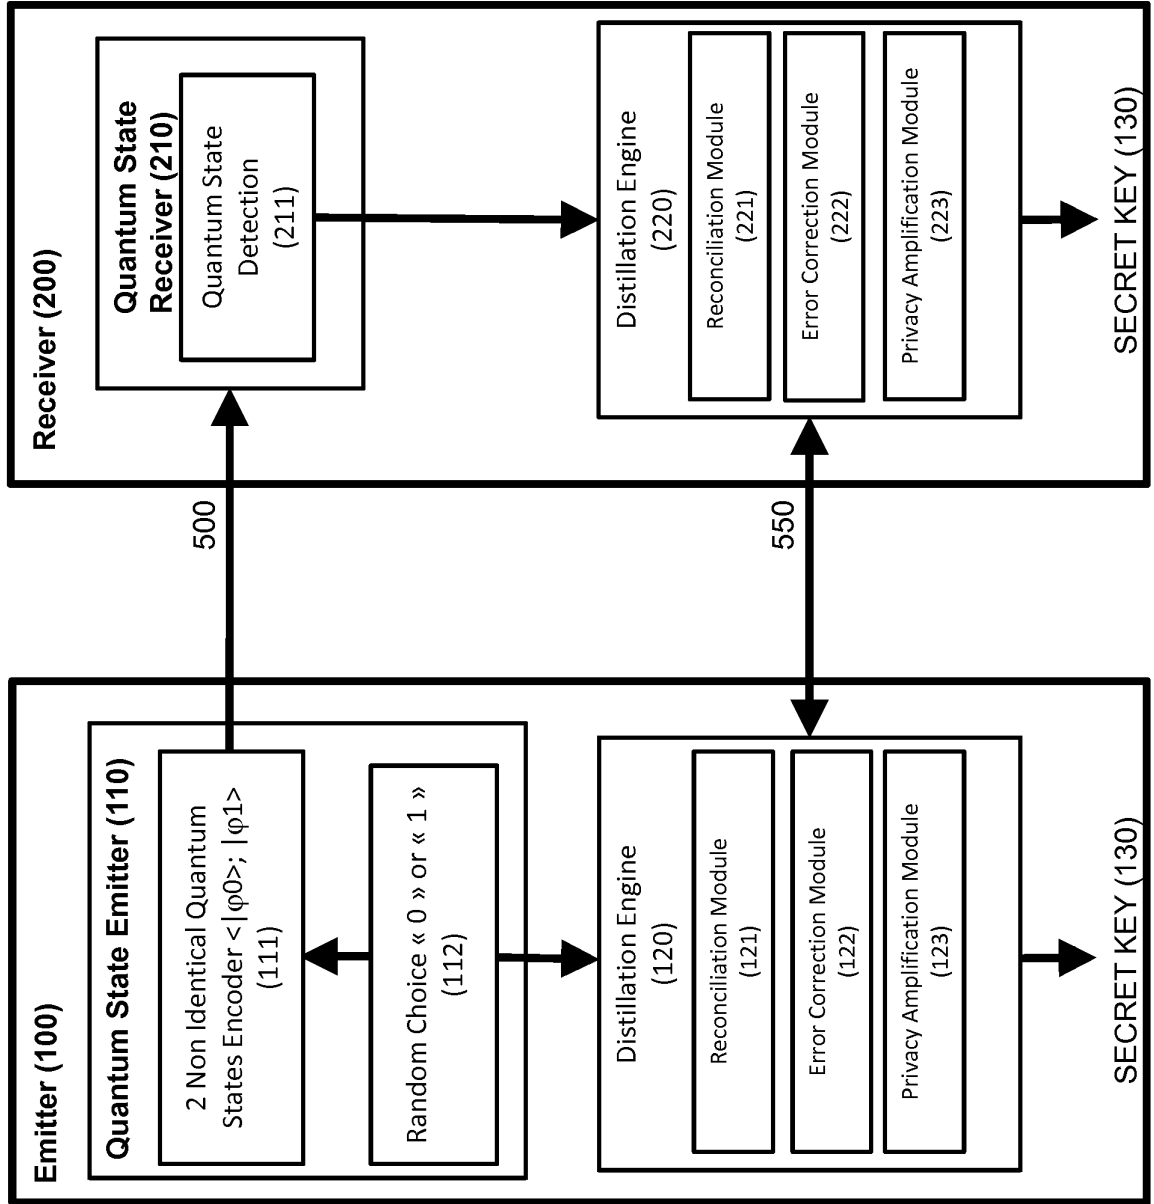 Emitter (100)
Quantum State Emitter (110)
2 Non Identical Quantum
States Encoder <|φ0>; |φ1>
(111)
Random Choice « 0 » or « 1 »
(112)
Distillation Engine
(120)
Reconciliation Module
(121)
Error Correction Module
(122)
Privacy Amplification Module
(123)
SECRET KEY (130)
500
550
Receiver (200)
Quantum State
Receiver (210)
Quantum State
Detection
(211)
Distillation Engine
(220)
Reconciliation Module
(221)
Error Correction Module
(222)
Privacy Amplification Module
(223)
SECRET KEY (130)